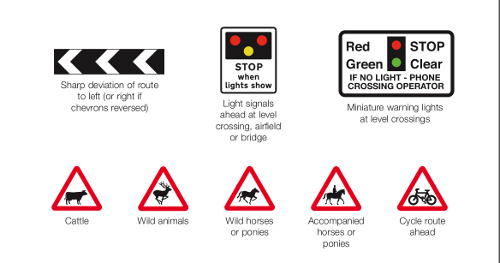 STOP
when
lights show
Red STOP
Green Clear
IF NO LIGHT - PHONE
CROSSING OPERATOR
Sharp deviation of route
to left (or right if
chevrons reversed)
Light signals
ahead at level
crossing, airfield
or bridge
Miniature warning lights
at level crossings
Cattle
Wild animals
Wild horses
or ponies
Accompanied
horses or
ponies
Cycle route
ahead